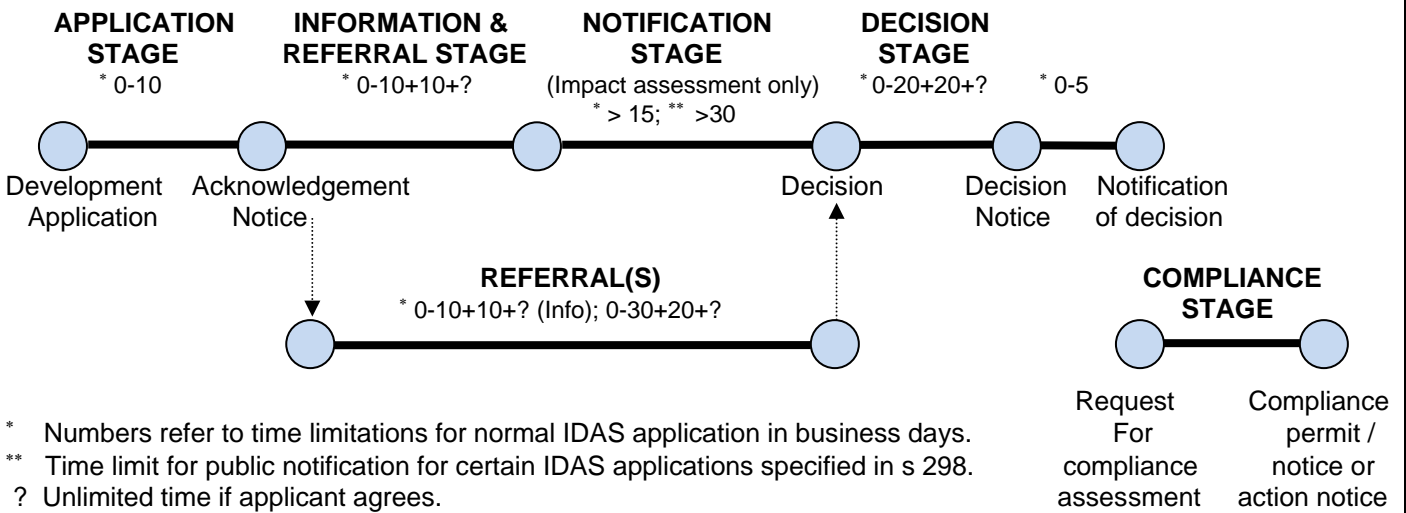 APPLICATION
STAGE
* 0-10
INFORMATION &
REFERRAL STAGE
* 0-10+10+?
NOTIFICATION
STAGE
(Impact assessment only)
* > 15; ** >30
DECISION
STAGE
* 0-20+20+?
* 0-5
Development
Application
Acknowledgement
Notice
Decision
Decision
Notice
Notification
of decision
REFERRAL(S)
* 0-10+10+? (Info); 0-30+20+?
COMPLIANCE
STAGE
Request
For
compliance
assessment
Compliance
permit /
notice or
action notice
* Numbers refer to time limitations for normal IDAS application in business days.
** Time limit for public notification for certain IDAS applications specified in s 298.
? Unlimited time if applicant agrees.